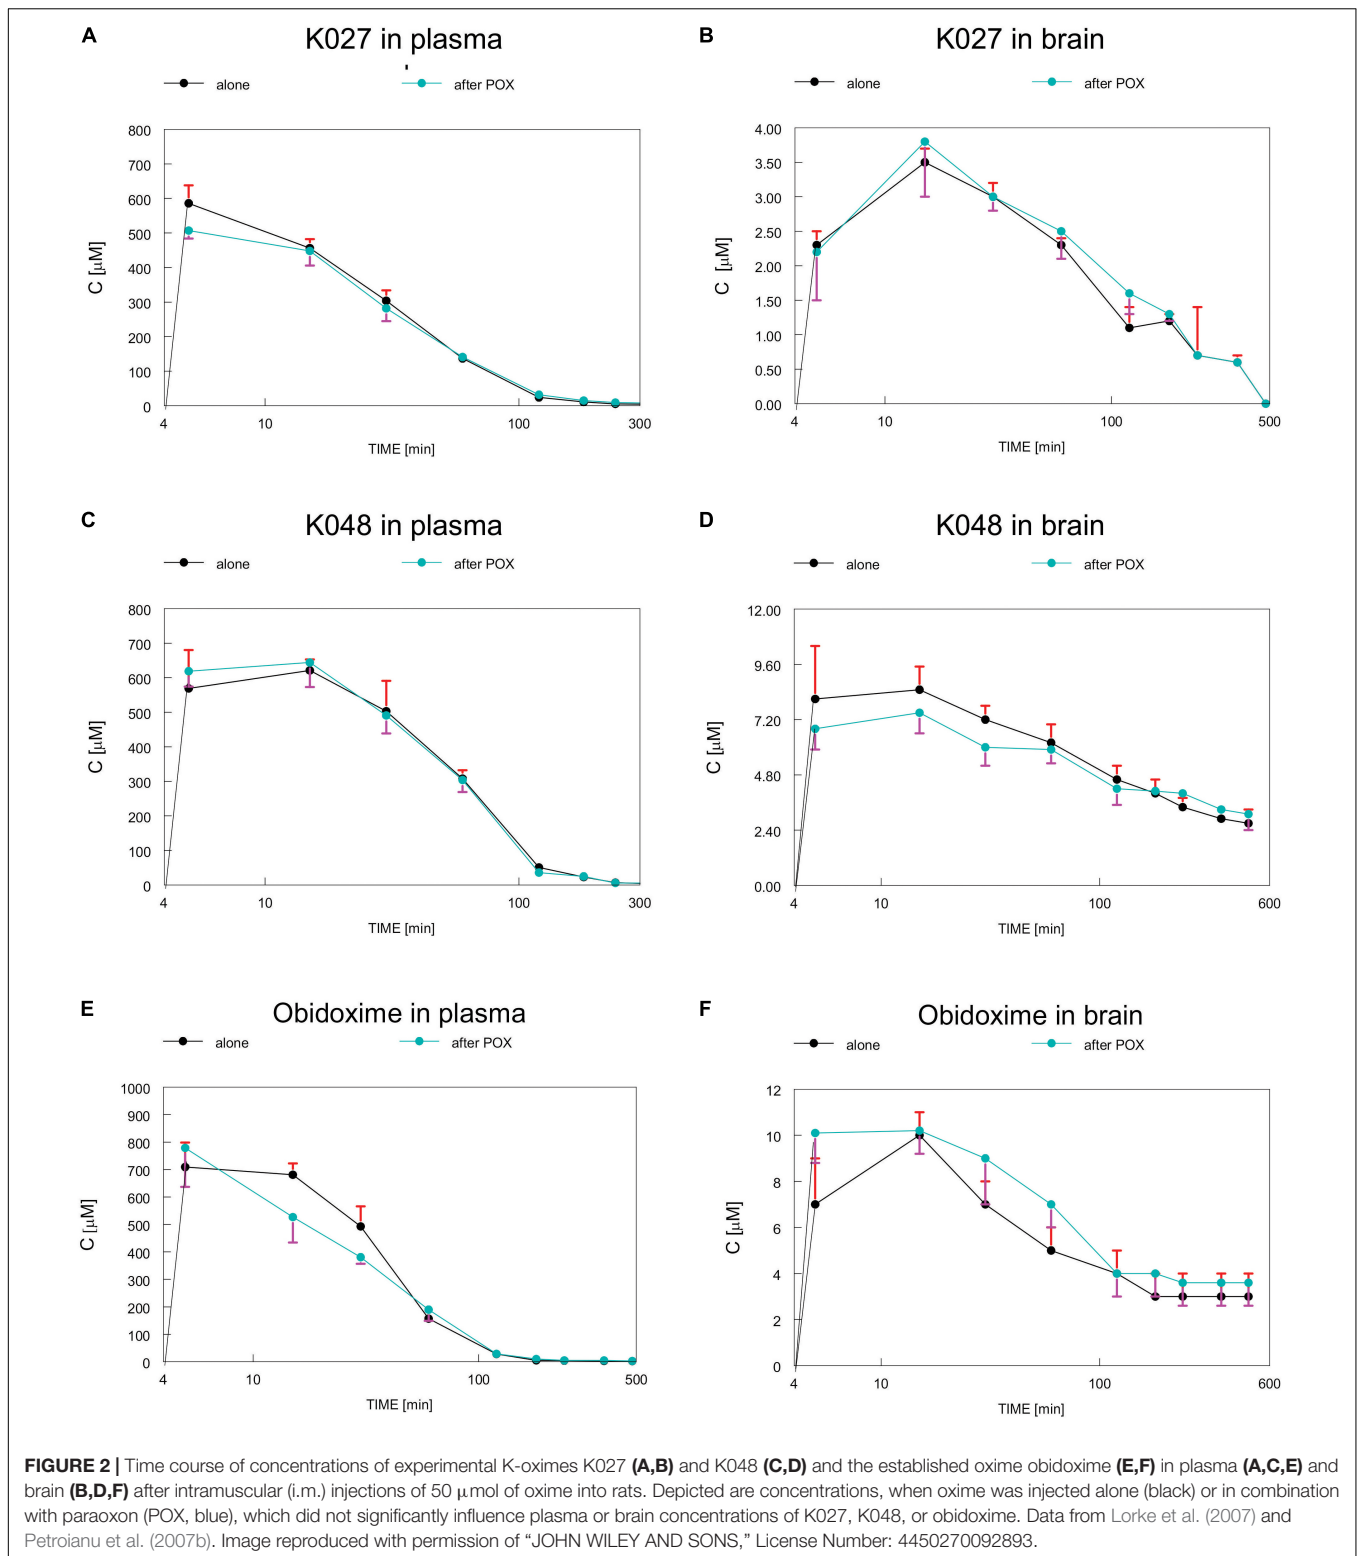 A
K027 in plasma
alone
after POX
800
700
600
500
400
300
200
100
0
C [μM]
4
10
100
300
TIME [min]
B
K027 in brain
alone
after POX
4.00
3.50
3.00
2.50
2.00
1.50
1.00
0.50
0.00
C [μM]
4
10
100
500
TIME [min]
C
K048 in plasma
alone
after POX
800
700
600
500
400
300
200
100
0
C [μM]
4
10
100
300
TIME [min]
D
K048 in brain
alone
after POX
12.00
9.60
7.20
4.80
2.40
0.00
C [μM]
4
10
100
600
TIME [min]
E
Obidoxime in plasma
alone
after POX
1000
900
800
700
600
500
400
300
200
100
0
C [μM]
4
10
100
500
TIME [min]
F
Obidoxime in brain
alone
after POX
12
10
8
6
4
2
0
C [μM]
4
10
100
600
TIME [min]
FIGURE 2 | Time course of concentrations of experimental K-oximes K027 (A,B) and K048 (C,D) and the established oxime obidoxime (E,F) in plasma (A,C,E) and
brain (B,D,F) after intramuscular (i.m.) injections of 50 μmol of oxime into rats. Depicted are concentrations, when oxime was injected alone (black) or in combination
with paraoxon (POX, blue), which did not significantly influence plasma or brain concentrations of K027, K048, or obidoxime. Data from Lorke et al. (2007) and
Petroianu et al. (2007b). Image reproduced with permission of “JOHN WILEY AND SONS,” License Number: 4450270092893.